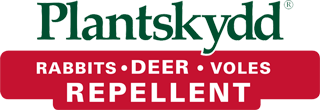 Plantskydd®
RABBITS • DEER • VOLES
REPELLENT